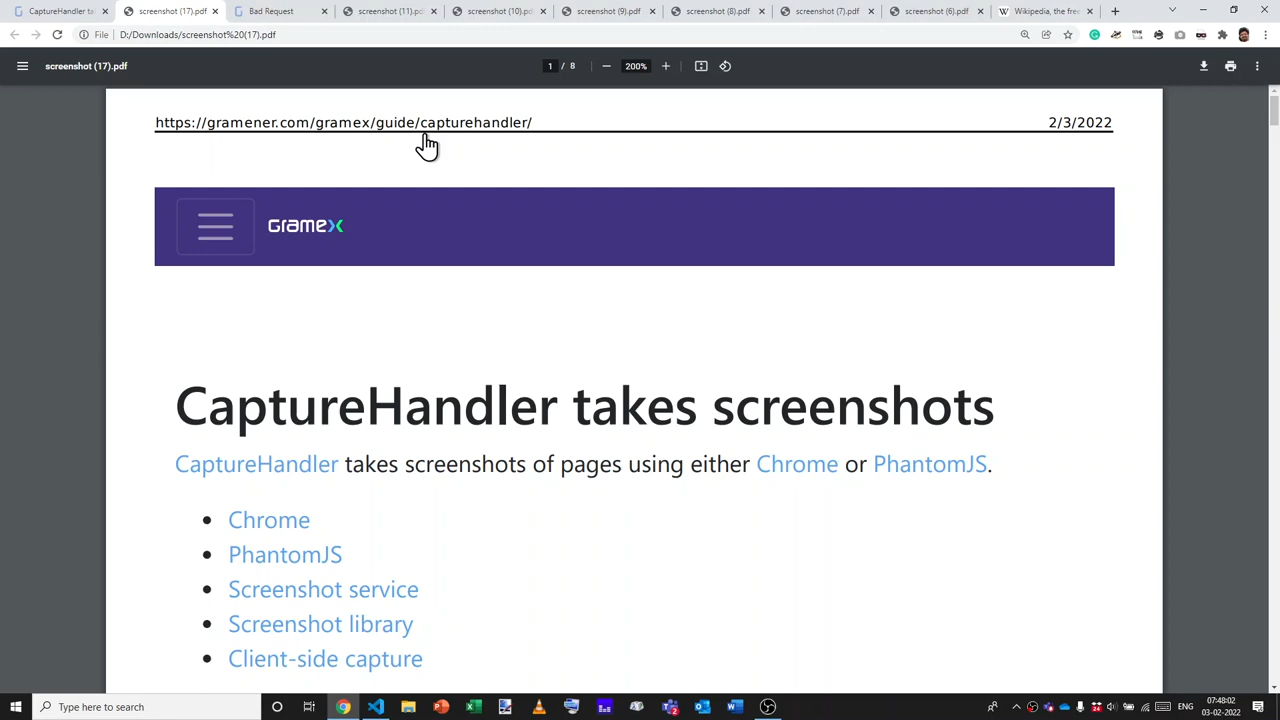 CaptureHandler tak
screenshot (17).pdf
Bad Request
screenshot (11).pdf
screenshot (10).pdf
screenshot (9).pdf
screenshot (8).pdf
screenshot (7).pdf
screenshot (6).pdf
Wikipedia, the free
File
D:/Downloads/screenshot%20(17).pdf
screenshot (17).pdf
1 / 8
200%
https://gramener.com/gramex/guide/capturehandler/
2/3/2022
Gramex
CaptureHandler takes screenshots
CaptureHandler takes screenshots of pages using either Chrome or PhantomJS.
• Chrome
• PhantomJS
• Screenshot service
• Screenshot library
• Client-side capture
Type here to search
ENG
07:48:02
03-02-2022